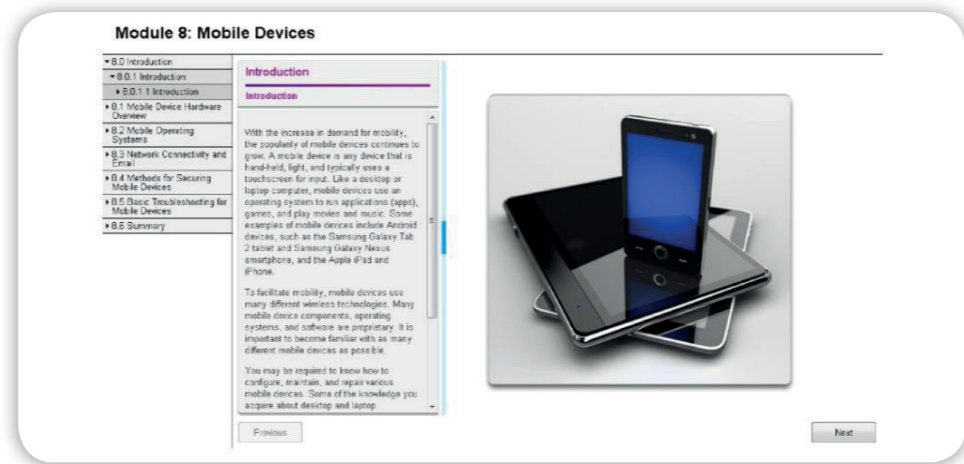 Module 8: Mobile Devices
8.0 Introduction
8.0.1 Introduction
8.0.1.1 Introduction
8.1 Mobile Device Hardware
Overview
8.2 Mobile Operating
Systems
8.3 Network Connectivity and
Email
8.4 Methods for Securing
Mobile Devices
8.5 Basic Troubleshooting for
Mobile Devices
8.6 Summary
Introduction
Introduction
With the increase in demand for mobility,
the popularity of mobile devices continues to
grow. A mobile device is any device that is
hand-held, light, and typically uses a
touchscreen for input. Like a desktop or
laptop computer, mobile devices use an
operating system to run applications (apps),
games, and play movies and music. Some
examples of mobile devices include Android
devices, such as the Samsung Galaxy Tab
2 tablet and Samsung Galaxy Nexus
smartphone, and the Apple iPad and
iPhone.
To facilitate mobility, mobile devices use
many different wireless technologies. Many
mobile device components, operating
systems, and software are proprietary. It is
important to become familiar with as many
different mobile devices as possible.
You may be required to know how to
configure, maintain, and repair various
mobile devices. Some of the knowledge you
acquire about desktop and laptop
Previous
Next